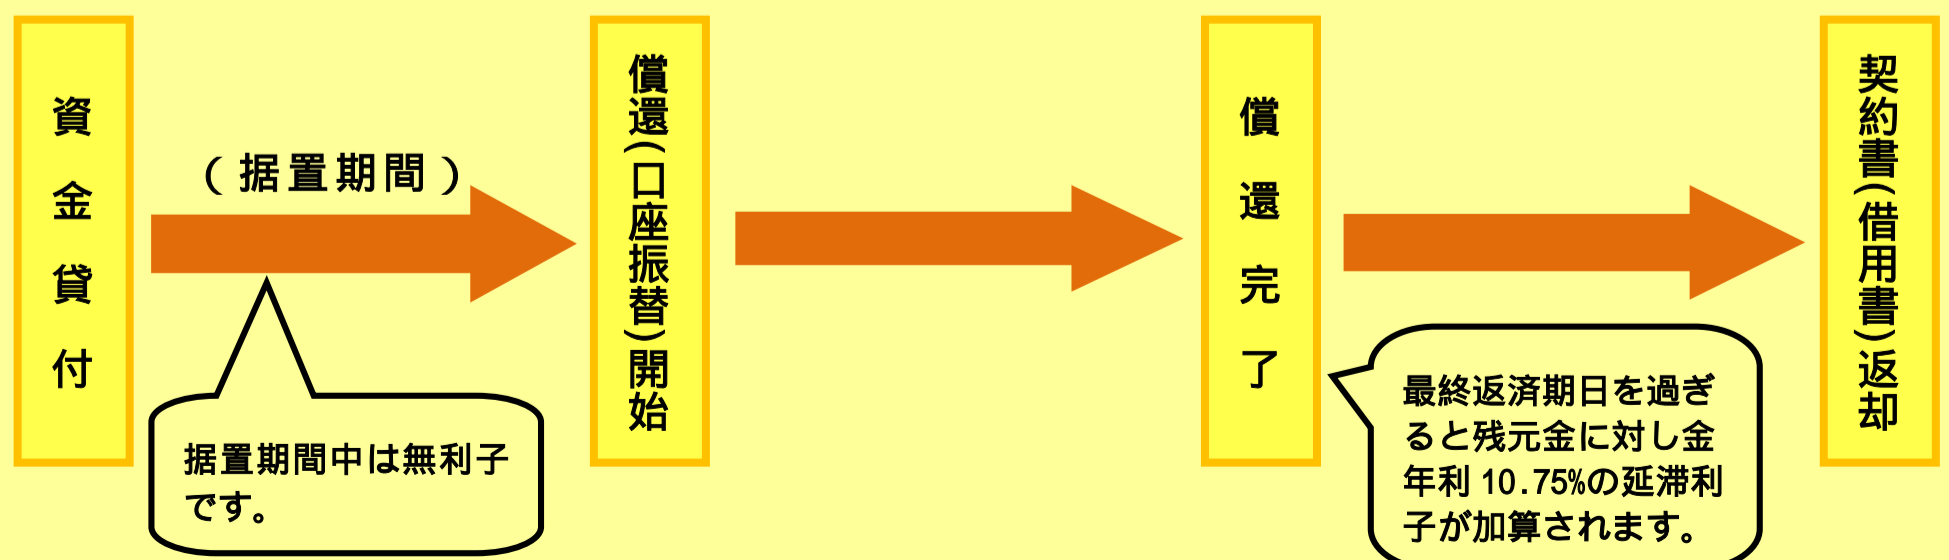 資金貸付
（据置期間）
据置期間中は無利子
です。
償還(口座振替)開始
償還完了
最終返済期日を過ぎ
ると残元金に対し金
年利 10.75%の延滞利
子が加算されます。
契約書(借用書)返却